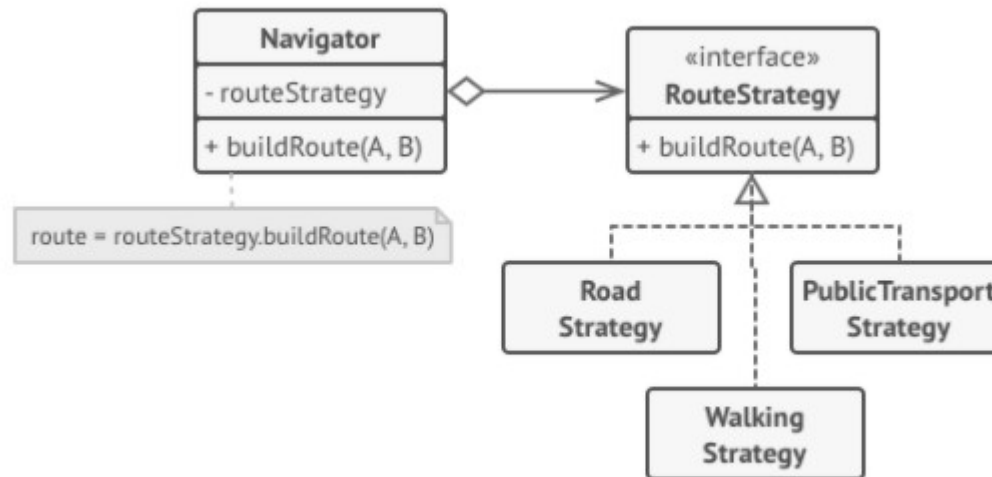 Navigator
- routeStrategy
+ buildRoute(A, B)
route = routeStrategy.buildRoute(A, B)
«interface»
RouteStrategy
+ buildRoute(A, B)
Road
Strategy
PublicTransport
Strategy
Walking
Strategy